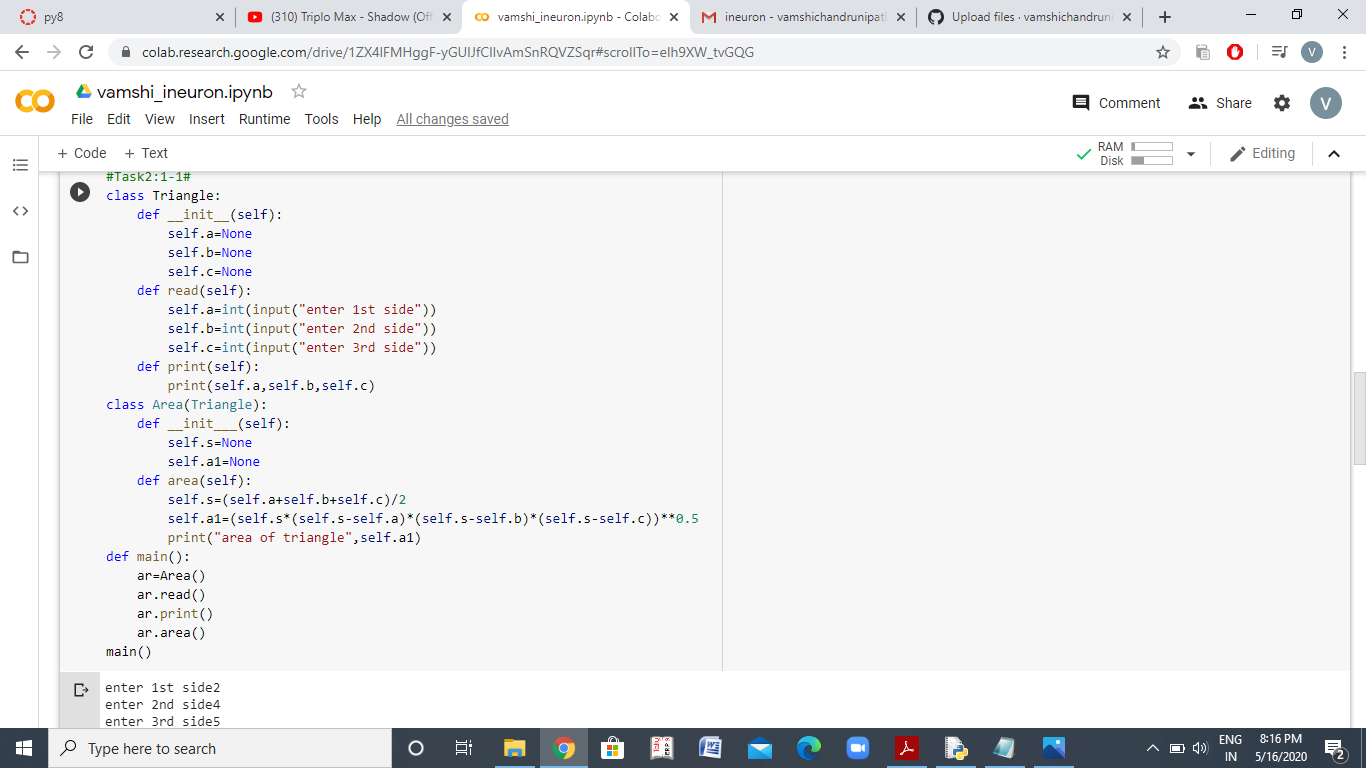 py8
(310) Triplo Max - Shadow (Off
vamshi_ineuron.ipynb - Colabo
ineuron - vamshichandrunipat
Upload files · vamshichandruni
colab.research.google.com/drive/1ZX4IFMHggF-yGUlJfCIlvAmSnRQVZSqr#scrollTo=eIh9XW_tvGQG
V
vamshi_ineuron.ipynb
Comment
Share
V
File Edit View Insert Runtime Tools Help All changes saved
+ Code + Text
RAM
Disk
Editing
#Task2:1-1#
class Triangle:
    def __init__(self):
        self.a=None
        self.b=None
        self.c=None
    def read(self):
        self.a=int(input("enter 1st side"))
        self.b=int(input("enter 2nd side"))
        self.c=int(input("enter 3rd side"))
    def print(self):
        print(self.a,self.b,self.c)
class Area(Triangle):
    def __init___(self):
        self.s=None
        self.a1=None
    def area(self):
        self.s=(self.a+self.b+self.c)/2
        self.a1=(self.s*(self.s-self.a)*(self.s-self.b)*(self.s-self.c))**0.5
        print("area of triangle",self.a1)
def main():
    ar=Area()
    ar.read()
    ar.print()
    ar.area()
main()
enter 1st side2
enter 2nd side4
enter 3rd side5
Type here to search
ENG
IN
8:16 PM
5/16/2020
2